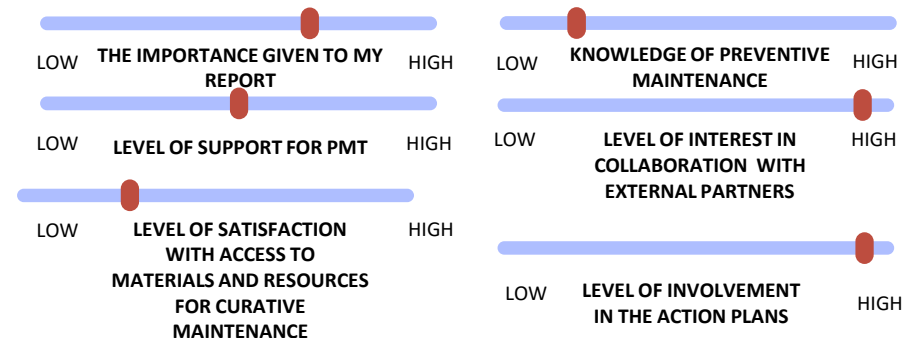 LOW THE IMPORTANCE GIVEN TO MY HIGH
REPORT
LOW LEVEL OF SUPPORT FOR PMT HIGH
LOW LEVEL OF SATISFACTION HIGH
WITH ACCESS TO
MATERIALS AND RESOURCES
FOR CURATIVE
MAINTENANCE
LOW KNOWLEDGE OF PREVENTIVE HIGH
MAINTENANCE
LOW LEVEL OF INTEREST IN HIGH
COLLABORATION WITH
EXTERNAL PARTNERS
LOW LEVEL OF INVOLVEMENT HIGH
IN THE ACTION PLANS